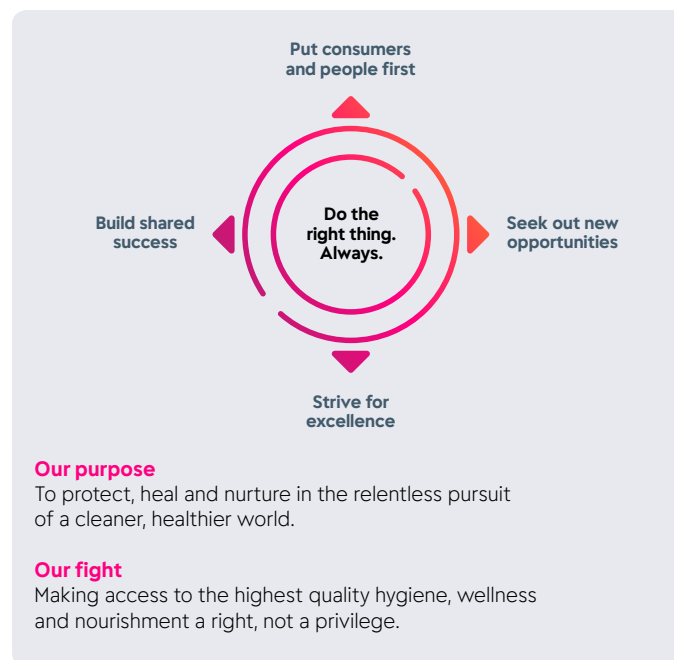 Put consumers
and people first
Build shared
success
Do the
right thing.
Always.
Seek out new
opportunities
Strive for
excellence
Our purpose
To protect, heal and nurture in the relentless pursuit
of a cleaner, healthier world.
Our fight
Making access to the highest quality hygiene, wellness
and nourishment a right, not a privilege.